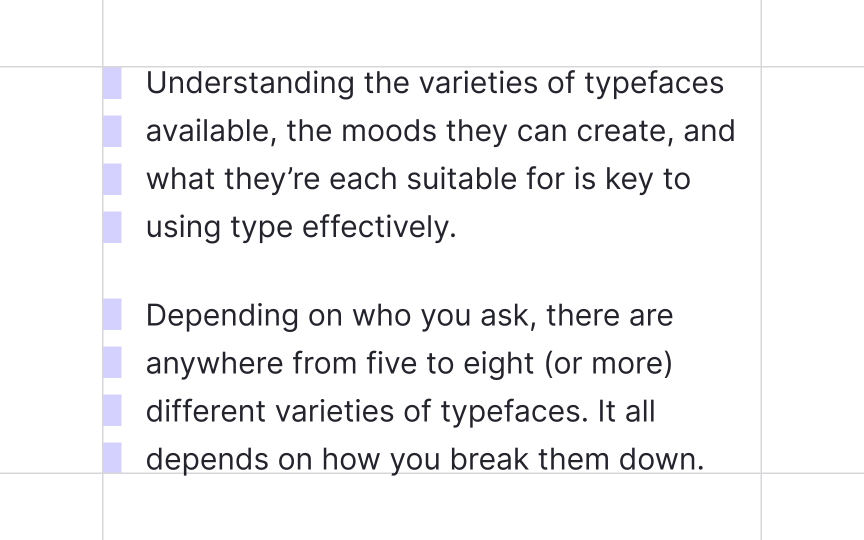 Understanding the varieties of typefaces
available, the moods they can create, and
what they’re each suitable for is key to
using type effectively.
Depending on who you ask, there are
anywhere from five to eight (or more)
different varieties of typefaces. It all
depends on how you break them down.